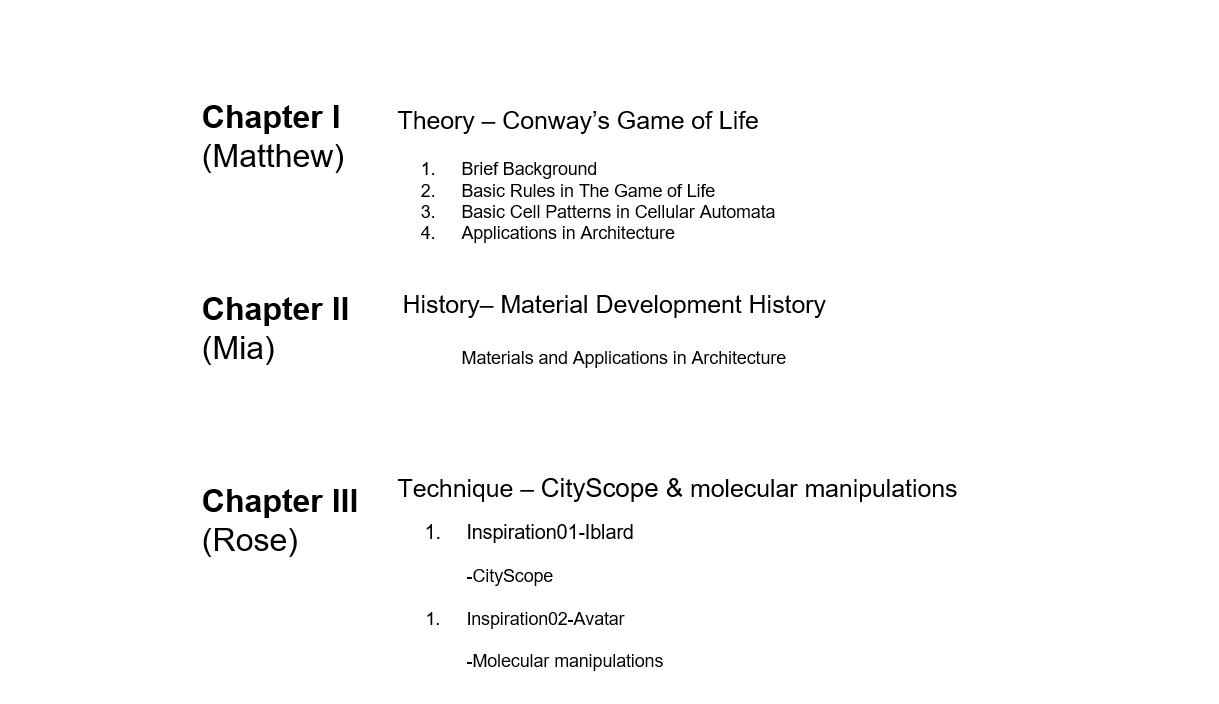 Chapter I
(Matthew)
Theory – Conway’s Game of Life
1. Brief Background
2. Basic Rules in The Game of Life
3. Basic Cell Patterns in Cellular Automata
4. Applications in Architecture
Chapter II
(Mia)
History– Material Development History
Materials and Applications in Architecture
Chapter III
(Rose)
Technique – CityScope & molecular manipulations
1. Inspiration01-Iblard
-CityScope
1. Inspiration02-Avatar
-Molecular manipulations